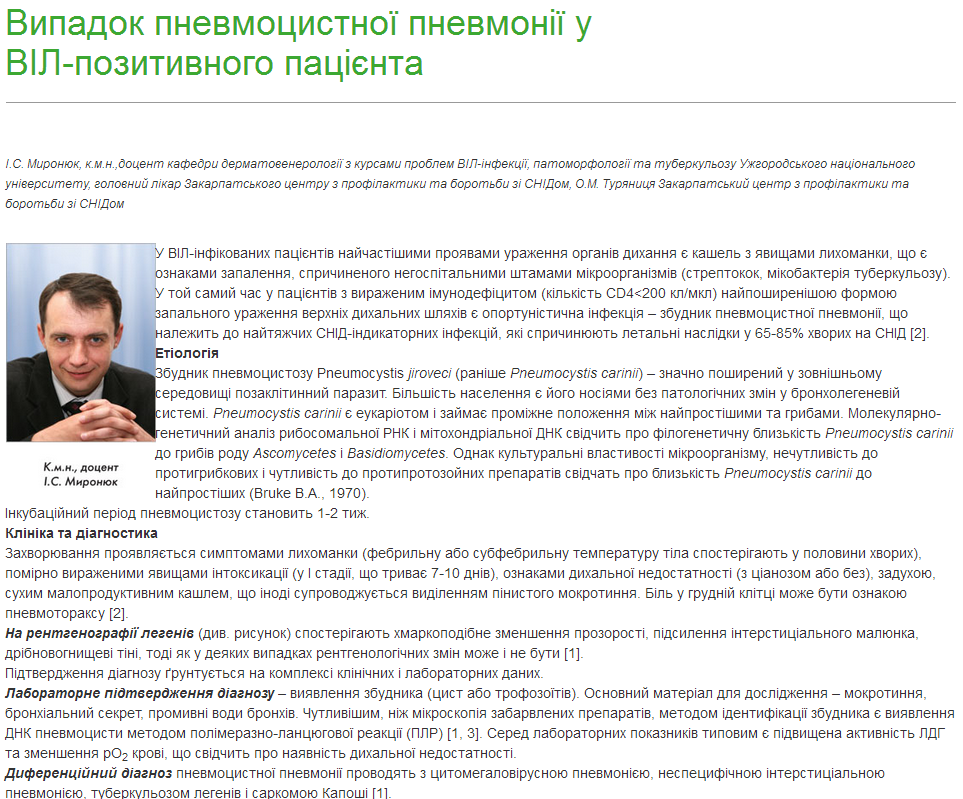 Випадок пневмоцистної пневмонії у
ВІЛ-позитивного пацієнта
І.С. Миронюк, к.м.н.,доцент кафедри дерматовенерології з курсами проблем ВІЛ-інфекції, патоморфології та туберкульозу Ужгородського національного
університету, головний лікар Закарпатського центру з профілактики та боротьби зі СНІДом, О.М. Туряниця Закарпатський центр з профілактики та
боротьби зі СНІДом
У ВІЛ-інфікованих пацієнтів найчастішими проявами ураження органів дихання є кашель з явищами лихоманки, що є
ознаками запалення, спричиненого негоспітальними штамами мікроорганізмів (стрептокок, мікобактерія туберкульозу).
У той самий час у пацієнтів з вираженим імунодефіцитом (кількість CD4<200 кл/мкл) найпоширенішою формою
запального ураження верхніх дихальних шляхів є опортуністична інфекція – збудник пневмоцистної пневмонії, що
належить до найтяжчих СНІД-індикаторних інфекцій, які спричинюють летальні наслідки у 65-85% хворих на СНІД [2].
Етіологія
Збудник пневмоцистозу Pneumocystis jiroveci (раніше Pneumocystis carinii) – значно поширений у зовнішньому
середовищі позаклітинний паразит. Більшість населення є його носіями без патологічних змін у бронхолегеневій
системі. Pneumocystis carinii є еукаріотом і займає проміжне положення між найпростішими та грибами. Молекулярно-
генетичний аналіз рибосомальної РНК і мітохондріальної ДНК свідчить про філогенетичну близькість Pneumocystis carinii
до грибів роду Ascomycetes і Basidiomycetes. Однак культуральні властивості мікроорганізму, нечутливість до
протигрибкових і чутливість до протипротозойних препаратів свідчать про близькість Pneumocystis carinii до
найпростіших (Bruke B.A., 1970).
К.м.н., доцент
І.С. Миронюк
Інкубаційний період пневмоцистозу становить 1-2 тиж.
Клініка та діагностика
Захворювання проявляється симптомами лихоманки (фебрильну або субфебрильну температуру тіла спостерігають у половини хворих),
помірно вираженими явищами інтоксикації (у І стадії, що триває 7-10 днів), ознаками дихальної недостатності (з ціанозом або без), задухою,
сухим малопродуктивним кашлем, що іноді супроводжується виділенням пінистого мокротиння. Біль у грудній клітці може бути ознакою
пневмотораксу [2].
На рентгенографії легенів (див. рисунок) спостерігають хмаркоподібне зменшення прозорості, підсилення інтерстиціального малюнка,
дрібновогнищеві тіні, тоді як у деяких випадках рентгенологічних змін може і не бути [1].
Підтвердження діагнозу ґрунтується на комплексі клінічних і лабораторних даних.
Лабораторне підтвердження діагнозу – виявлення збудника (цист або трофозоїтів). Основний матеріал для дослідження – мокротиння,
бронхіальний секрет, промивні води бронхів. Чутливішим, ніж мікроскопія забарвлених препаратів, методом ідентифікації збудника є виявлення
ДНК пневмоцисти методом полімеразно-ланцюгової реакції (ПЛР) [1, 3]. Серед лабораторних показників типовим є підвищена активність ЛДГ
та зменшення рО2 крові, що свідчить про наявність дихальної недостатності.
Диференційний діагноз пневмоцистної пневмонії проводять з цитомегаловірусною пневмонією, неспецифічною інтерстиціальною
пневмонією, туберкульозом легенів і саркомою Капоші [1].